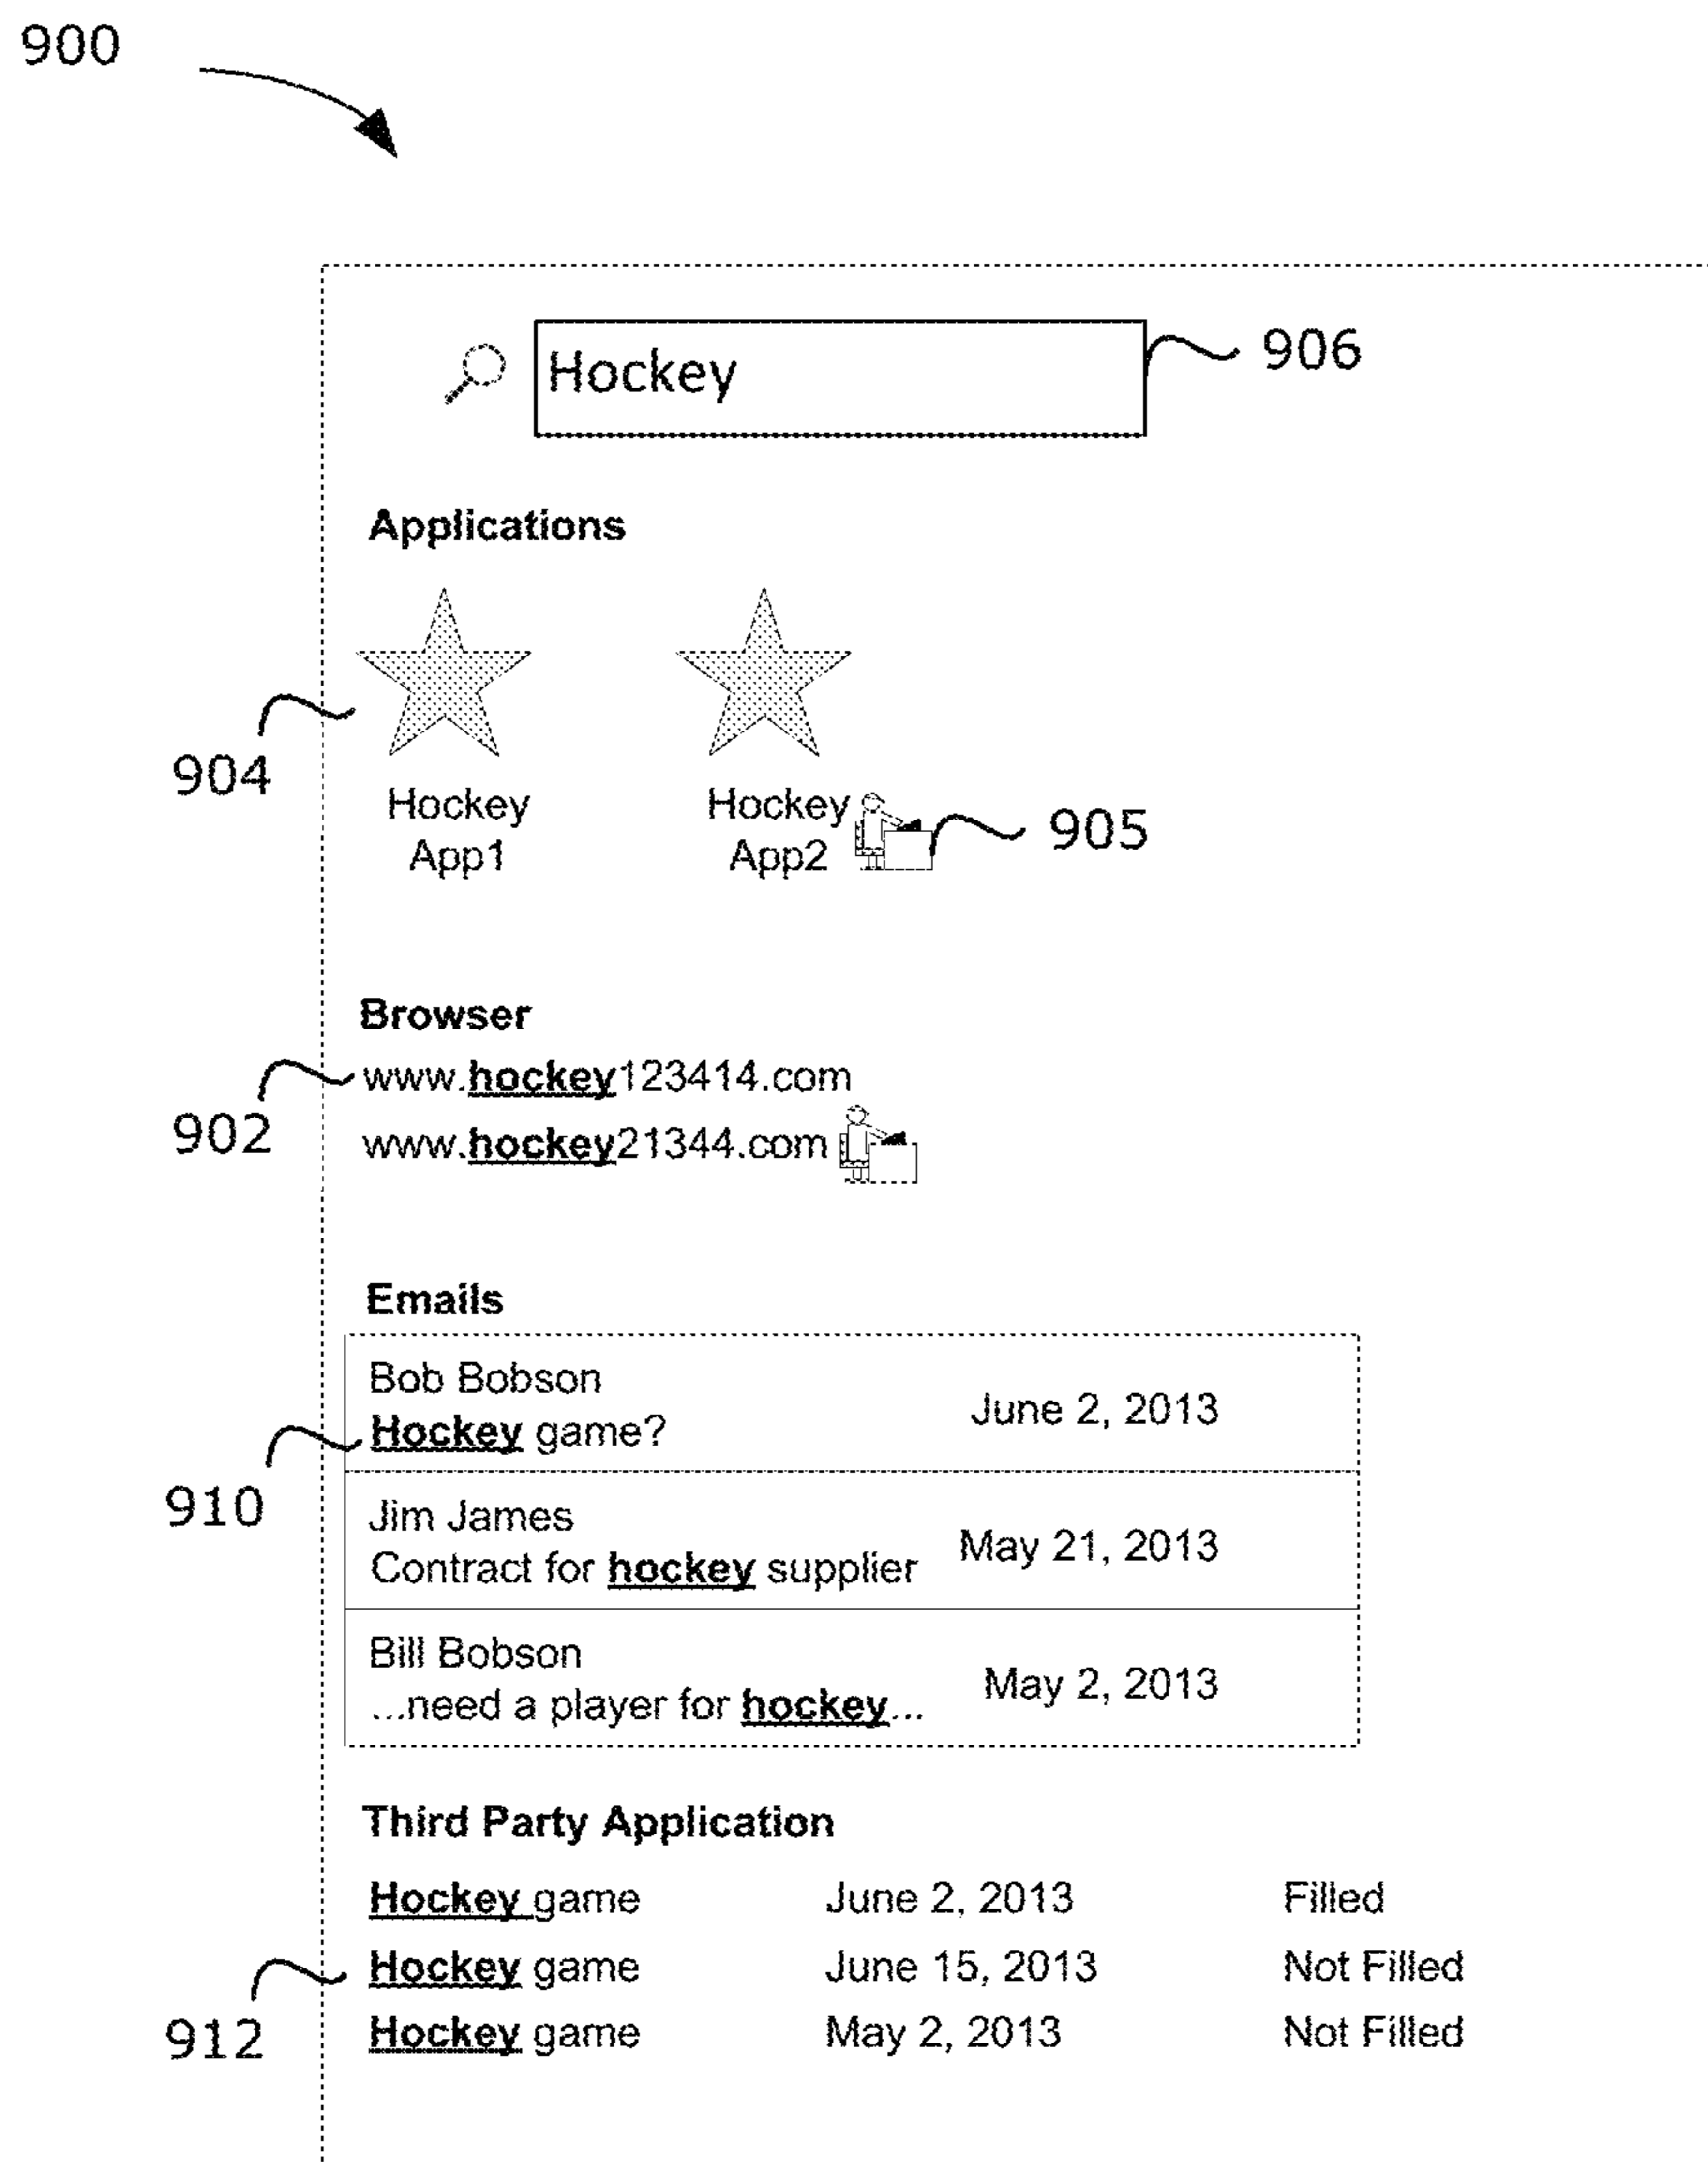 900
Hockey
906
Applications
904
Hockey
App1
Hockey
App2
905
Browser
www.hockey123414.com
902
www.hockey21344.com
Emails
Bob Bobson
June 2, 2013
Hockey game?
910
Jim James
May 21, 2013
Contract for hockey supplier
Bill Bobson
May 2, 2013
...need a player for hockey...
Third Party Application
Hockey game June 2, 2013 Filled
Hockey game June 15, 2013 Not Filled
912
Hockey game May 2, 2013 Not Filled